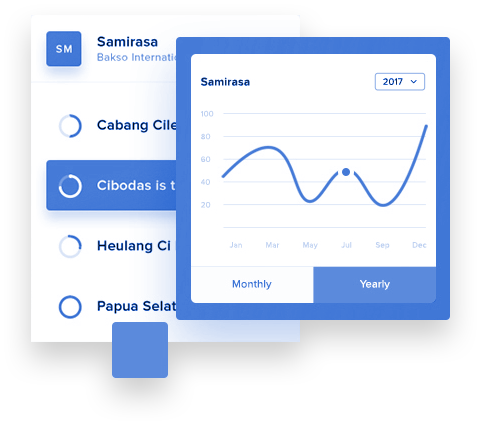 SM
Samirasa
Bakso Internatio
Cabang Cile
Cibodas is t
Heulang Ci
Papua Selat
Samirasa
2017
100
80
60
40
20
Jan Mar May Jul Sep Dec
Monthly Yearly